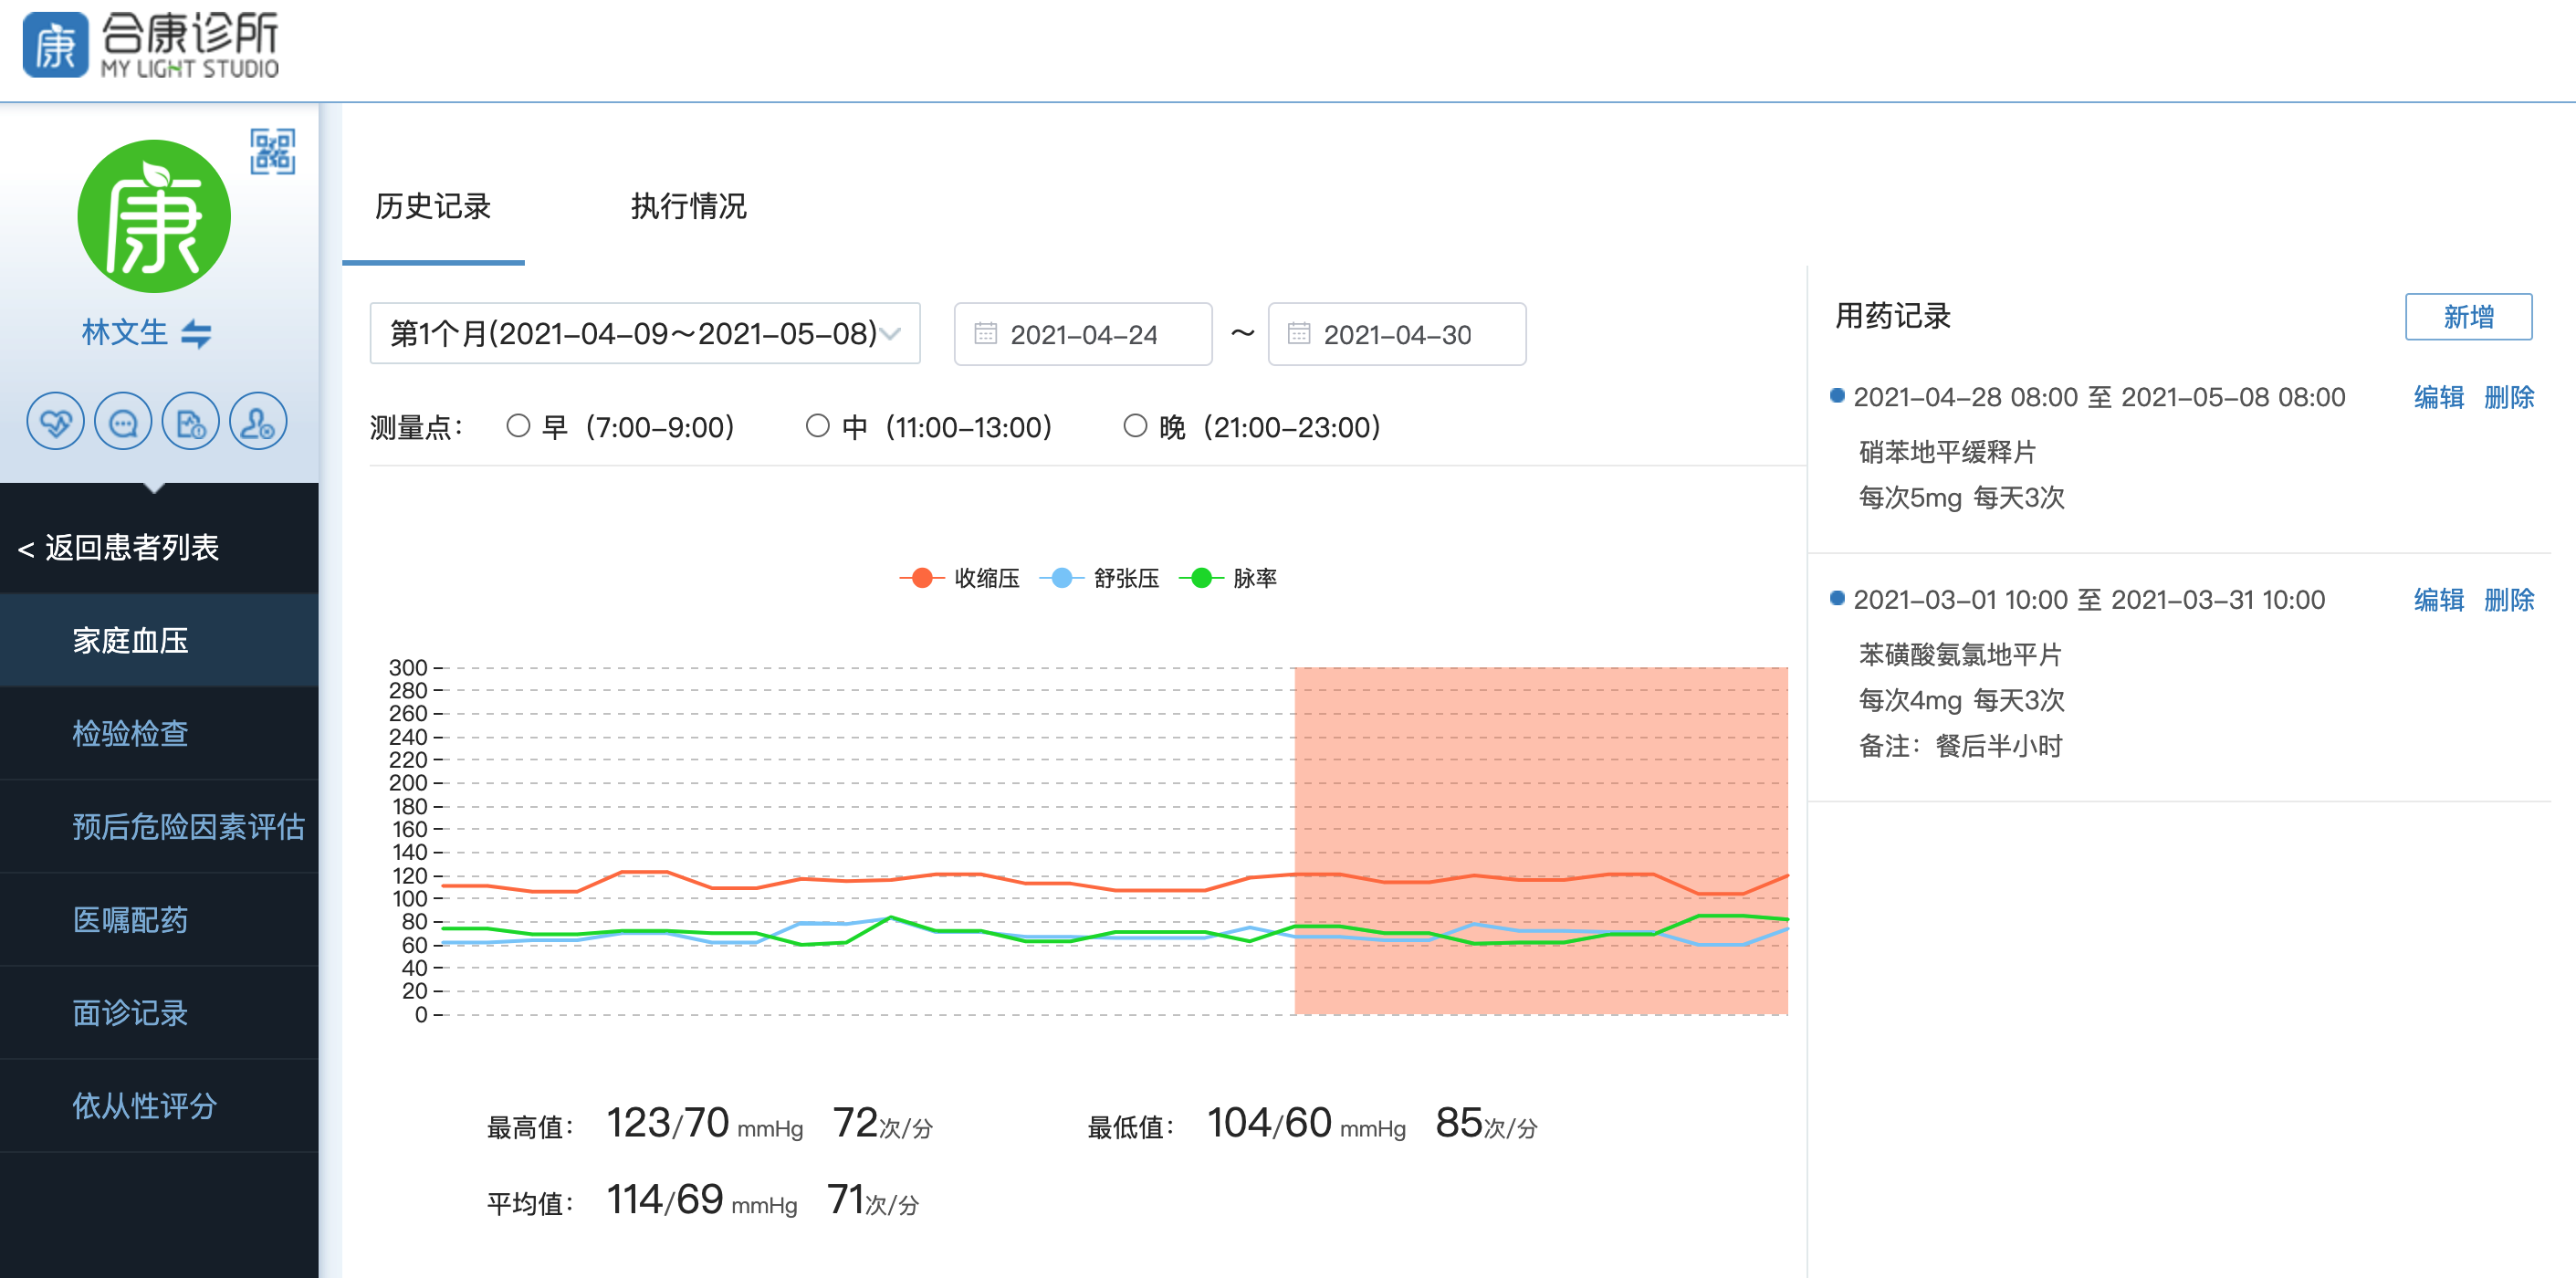 康 合康诊所
MY LIGHT STUDIO
康
林文生
< 返回患者列表
家庭血压
检验检查
预后危险因素评估
医嘱配药
面诊记录
依从性评分
历史记录 执行情况
第1个月(2021-04-09～2021-05-08) 2021-04-24 ～ 2021-04-30
测量点： 早（7:00-9:00） 中（11:00-13:00） 晚（21:00-23:00）
收缩压 舒张压 脉率
300
280
260
240
220
200
180
160
140
120
100
80
60
40
20
0
最高值： 123/70 mmHg 72次/分 最低值： 104/60 mmHg 85次/分
平均值： 114/69 mmHg 71次/分
用药记录 新增
2021-04-28 08:00 至 2021-05-08 08:00 编辑 删除
硝苯地平缓释片
每次5mg 每天3次
2021-03-01 10:00 至 2021-03-31 10:00 编辑 删除
苯磺酸氨氯地平片
每次4mg 每天3次
备注：餐后半小时